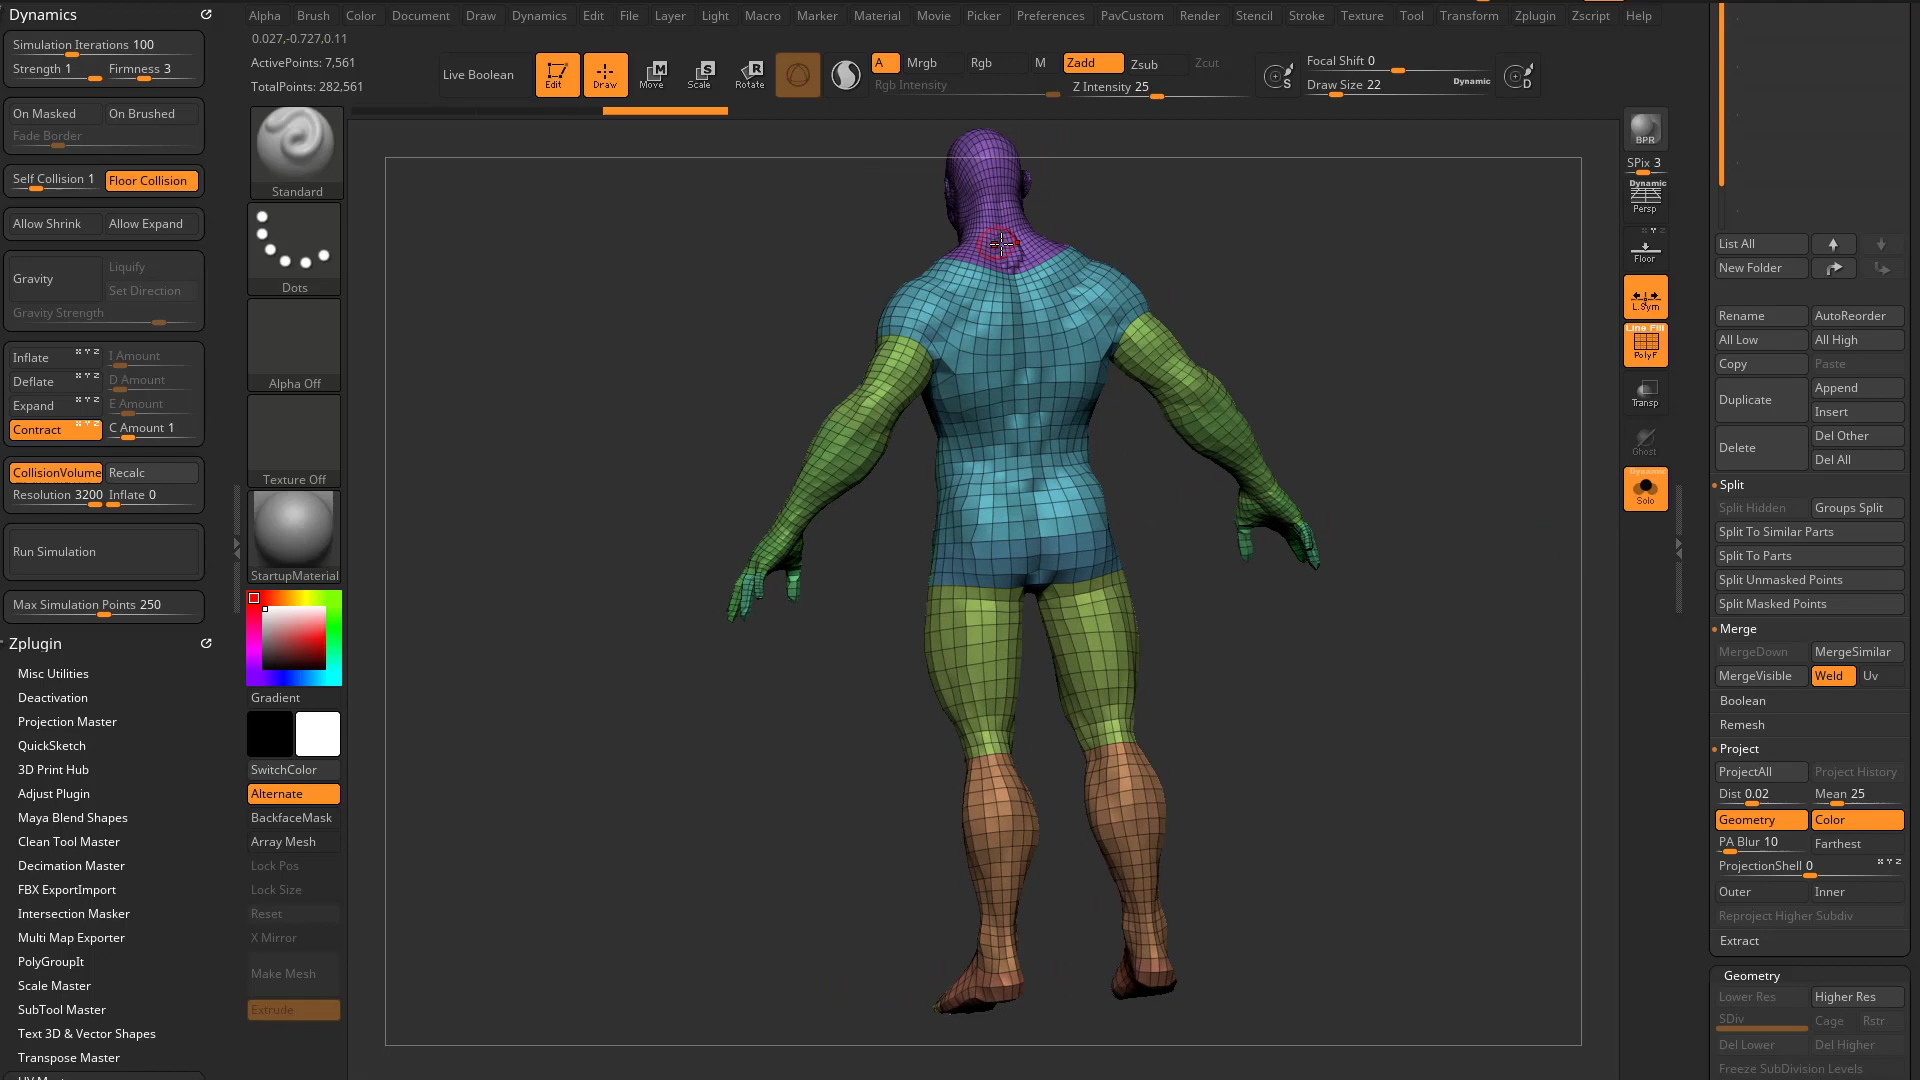 Dynamics
Alpha Brush Color Document Draw Dynamics Edit File Layer Light Macro Marker Material Movie Picker Preferences PavCustom Render Stencil Stroke Texture Tool Transform Zplugin Zscript Help
0.027,-0.727,0.11
ActivePoints: 7,561
TotalPoints: 282,561
Live Boolean
Edit
Draw
Move
Scale
Rotate
A Mrgb Rgb M Zadd Zsub Zcut
Rgb Intensity Z Intensity 25
Focal Shift 0
Draw Size 22 Dynamic
S
D
Simulation Iterations 100
Strength 1 Firmness 3
On Masked On Brushed
Fade Border
Self Collision 1 Floor Collision
Allow Shrink Allow Expand
Gravity Liquify
Set Direction
Gravity Strength
Inflate X Y Z I Amount
Deflate X Y Z D Amount
Expand X Y Z E Amount
Contract X Y Z C Amount 1
CollisionVolume Recalc
Resolution 3200 Inflate 0
Run Simulation
Max Simulation Points 250
Zplugin
Misc Utilities
Deactivation
Projection Master
QuickSketch
3D Print Hub
Adjust Plugin
Maya Blend Shapes
Clean Tool Master
Decimation Master
FBX ExportImport
Intersection Masker
Multi Map Exporter
PolyGroupIt
Scale Master
SubTool Master
Text 3D & Vector Shapes
Transpose Master
Standard
Dots
Alpha Off
Texture Off
StartupMaterial
Gradient
SwitchColor
Alternate
BackfaceMask
Array Mesh
Lock Pos
Lock Size
Reset
X Mirror
Make Mesh
Extrude
BPR
SPix 3
Dynamic
Persp
Floor
L.Sym
Line Fill
PolyF
Transp
Ghost
Dynamic
Solo
List All
New Folder
Rename AutoReorder
All Low All High
Copy Paste
Duplicate Append
Insert
Delete Del Other
Del All
Split
Split Hidden Groups Split
Split To Similar Parts
Split To Parts
Split Unmasked Points
Split Masked Points
Merge
MergeDown MergeSimilar
MergeVisible Weld Uv
Boolean
Remesh
Project
ProjectAll Project History
Dist 0.02 Mean 25
Geometry Color
PA Blur 10 Farthest
ProjectionShell 0 X Y Z
Outer Inner
Reproject Higher Subdiv
Extract
Geometry
Lower Res Higher Res
SDiv Cage Rstr
Del Lower Del Higher
Freeze SubDivision Levels